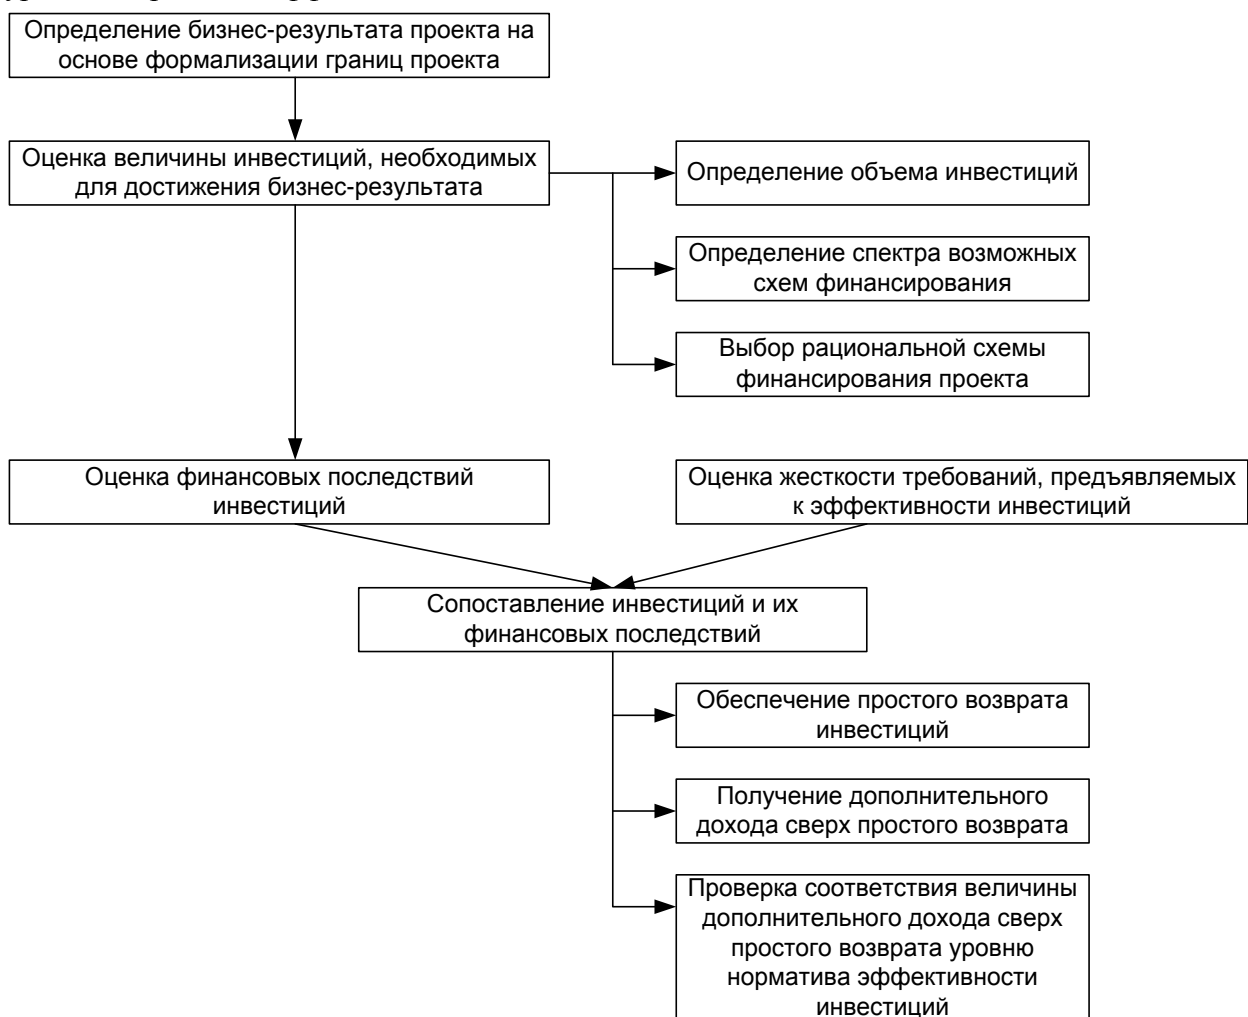 Определение бизнес-результата проекта на
основе формализации границ проекта
Оценка величины инвестиций, необходимых
для достижения бизнес-результата
Определение объема инвестиций
Определение спектра возможных
схем финансирования
Выбор рациональной схемы
финансирования проекта
Оценка финансовых последствий
инвестиций
Оценка жесткости требований, предъявляемых
к эффективности инвестиций
Сопоставление инвестиций и их
финансовых последствий
Обеспечение простого возврата
инвестиций
Получение дополнительного
дохода сверх простого возврата
Проверка соответствия величины
дополнительного дохода сверх
простого возврата уровню
норматива эффективности
инвестиций